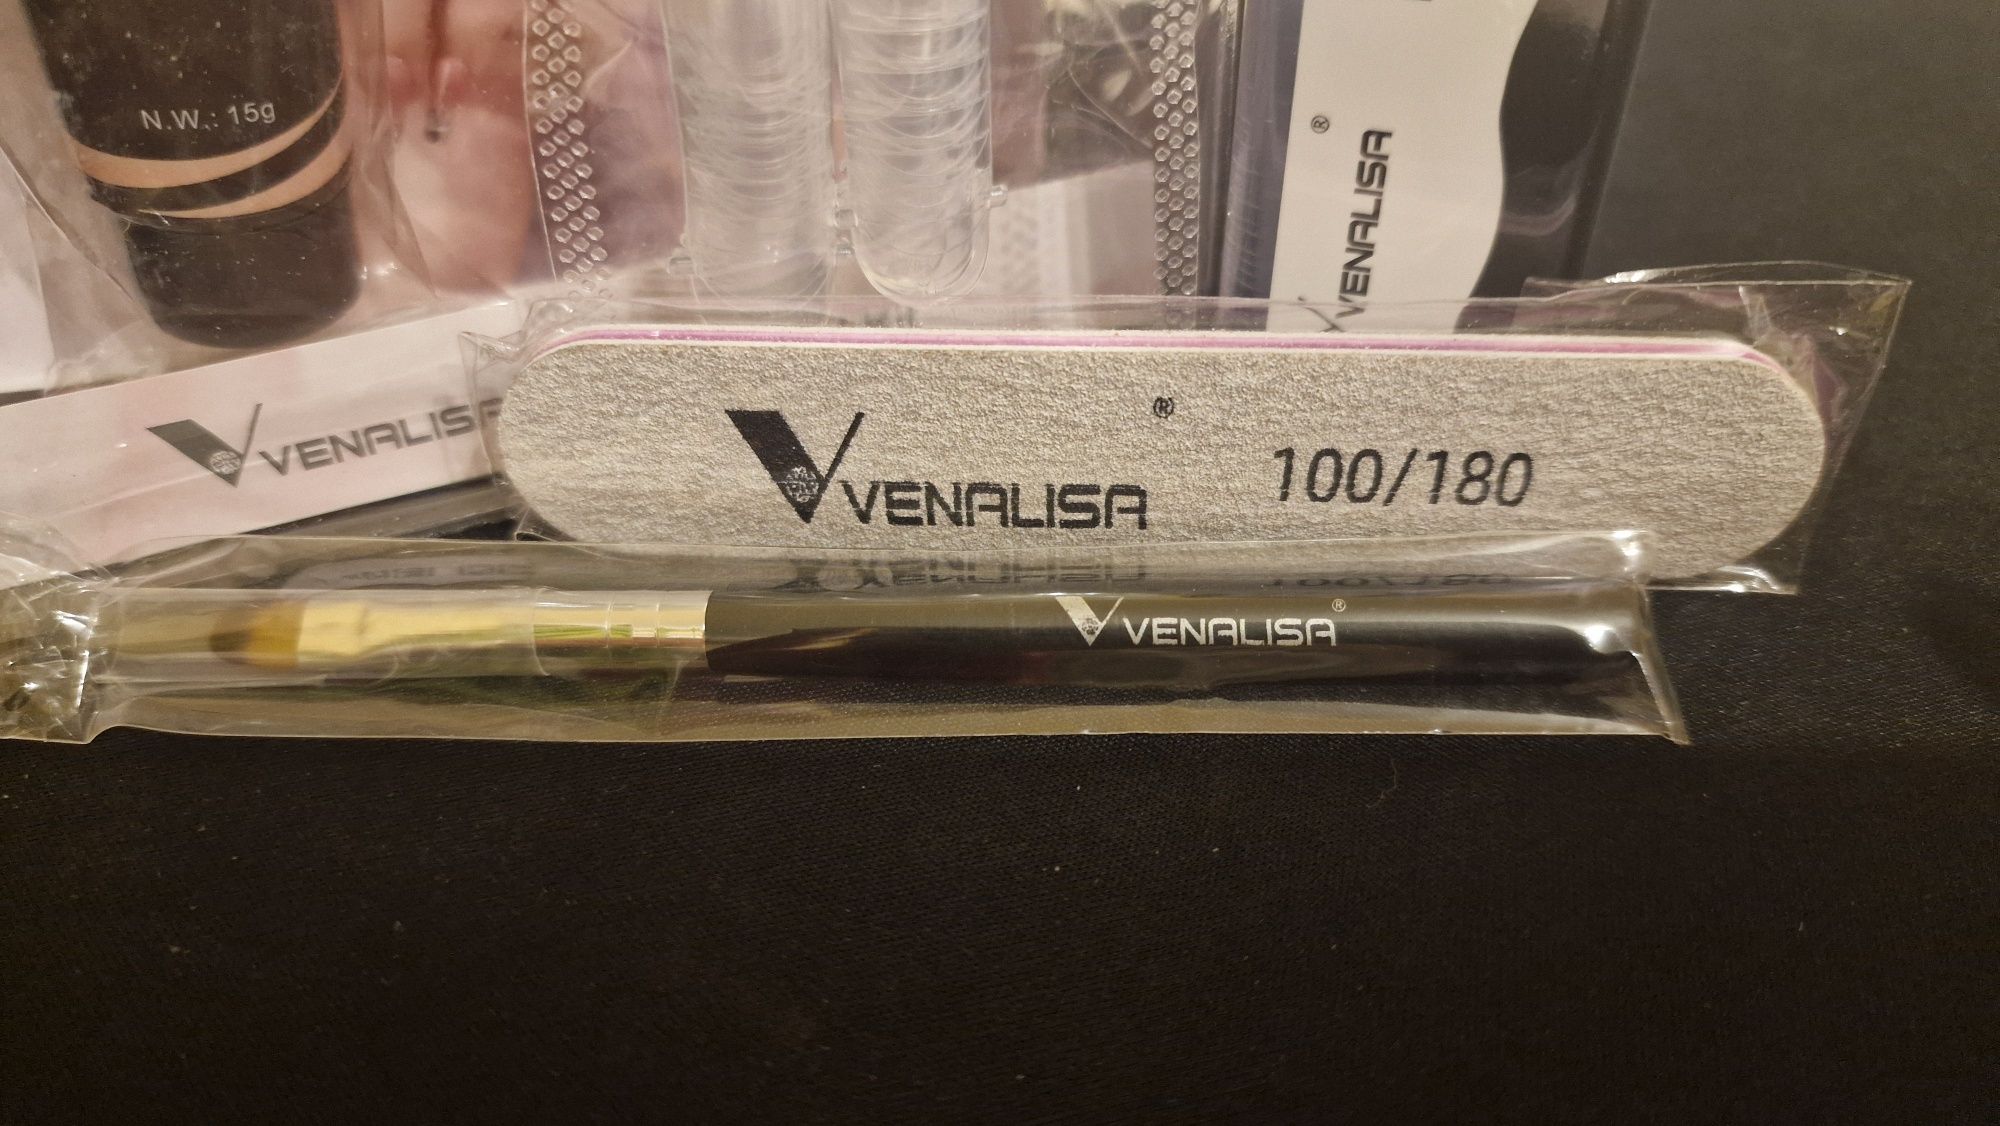 N.W.: 15g
VENALISA
®
VENALISA
®
VENALISA
100/180
VENALISA
®